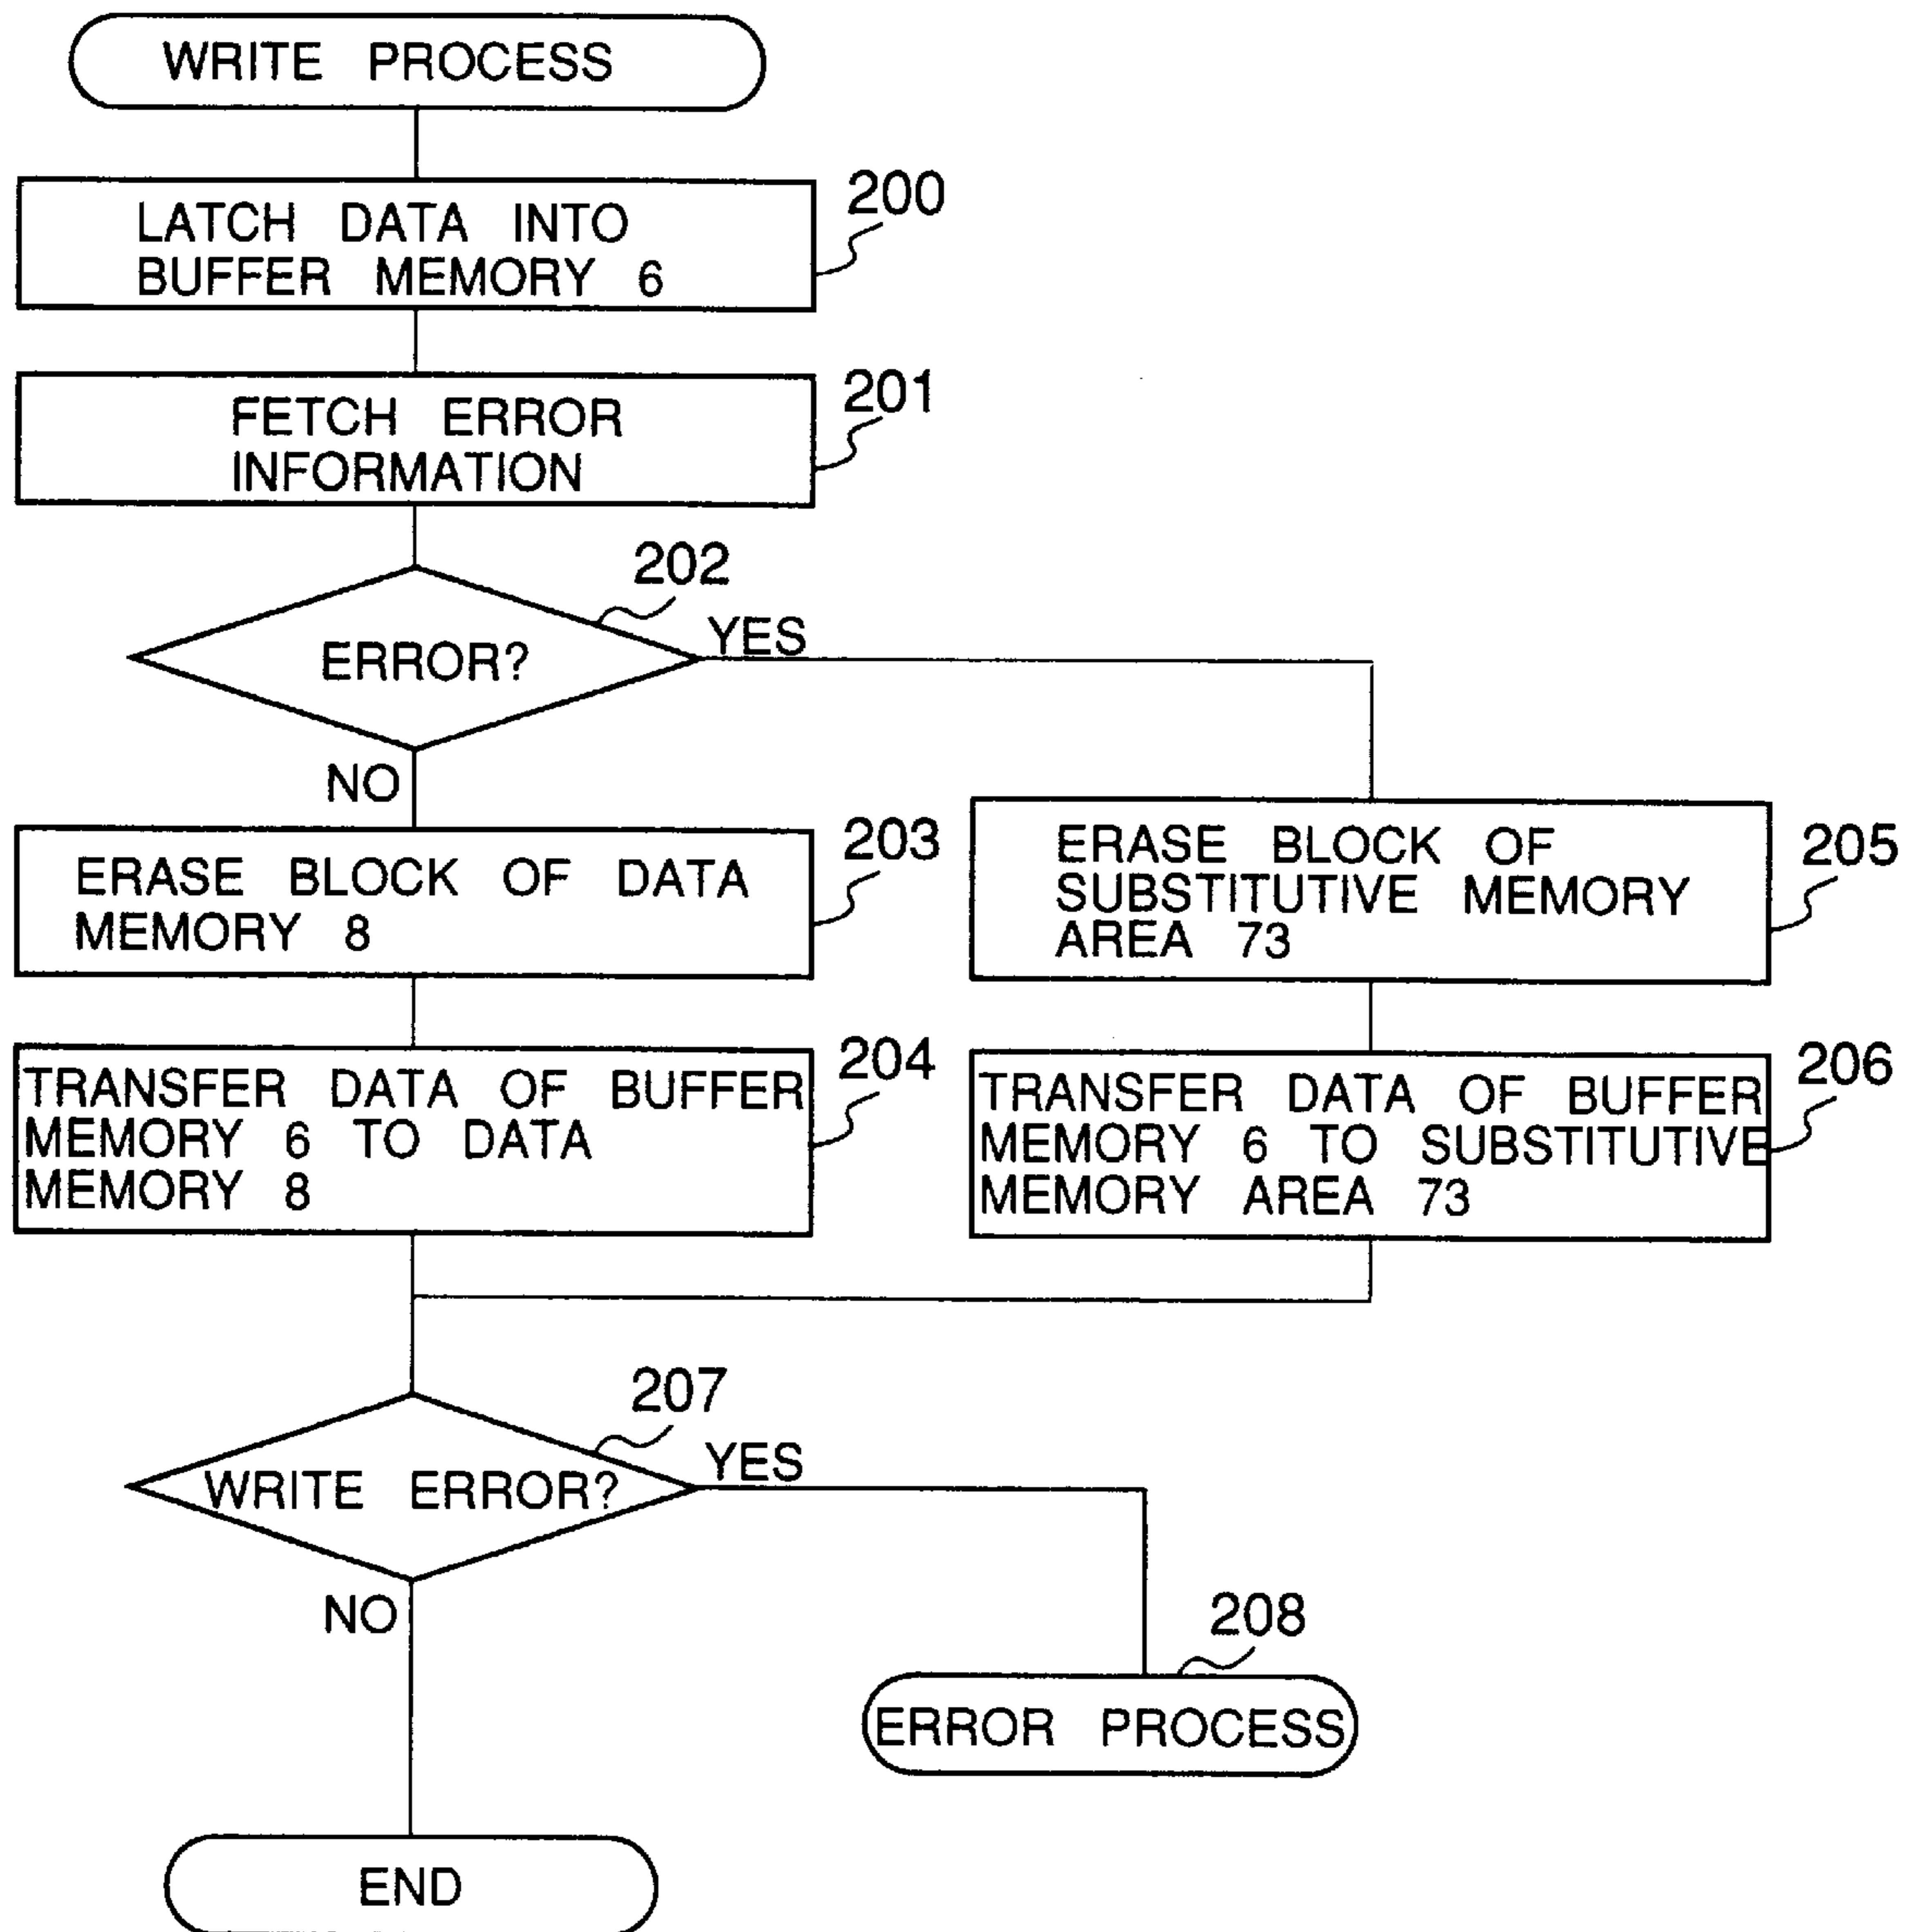 WRITE PROCESS
200
LATCH DATA INTO
BUFFER MEMORY 6
201
FETCH ERROR
INFORMATION
202
YES
ERROR?
NO
203
ERASE BLOCK OF DATA
MEMORY 8
205
ERASE BLOCK OF
SUBSTITUTIVE MEMORY
AREA 73
204
TRANSFER DATA OF BUFFER
MEMORY 6 TO DATA
MEMORY 8
206
TRANSFER DATA OF BUFFER
MEMORY 6 TO SUBSTITUTIVE
MEMORY AREA 73
207
YES
WRITE ERROR?
NO
208
ERROR PROCESS
END